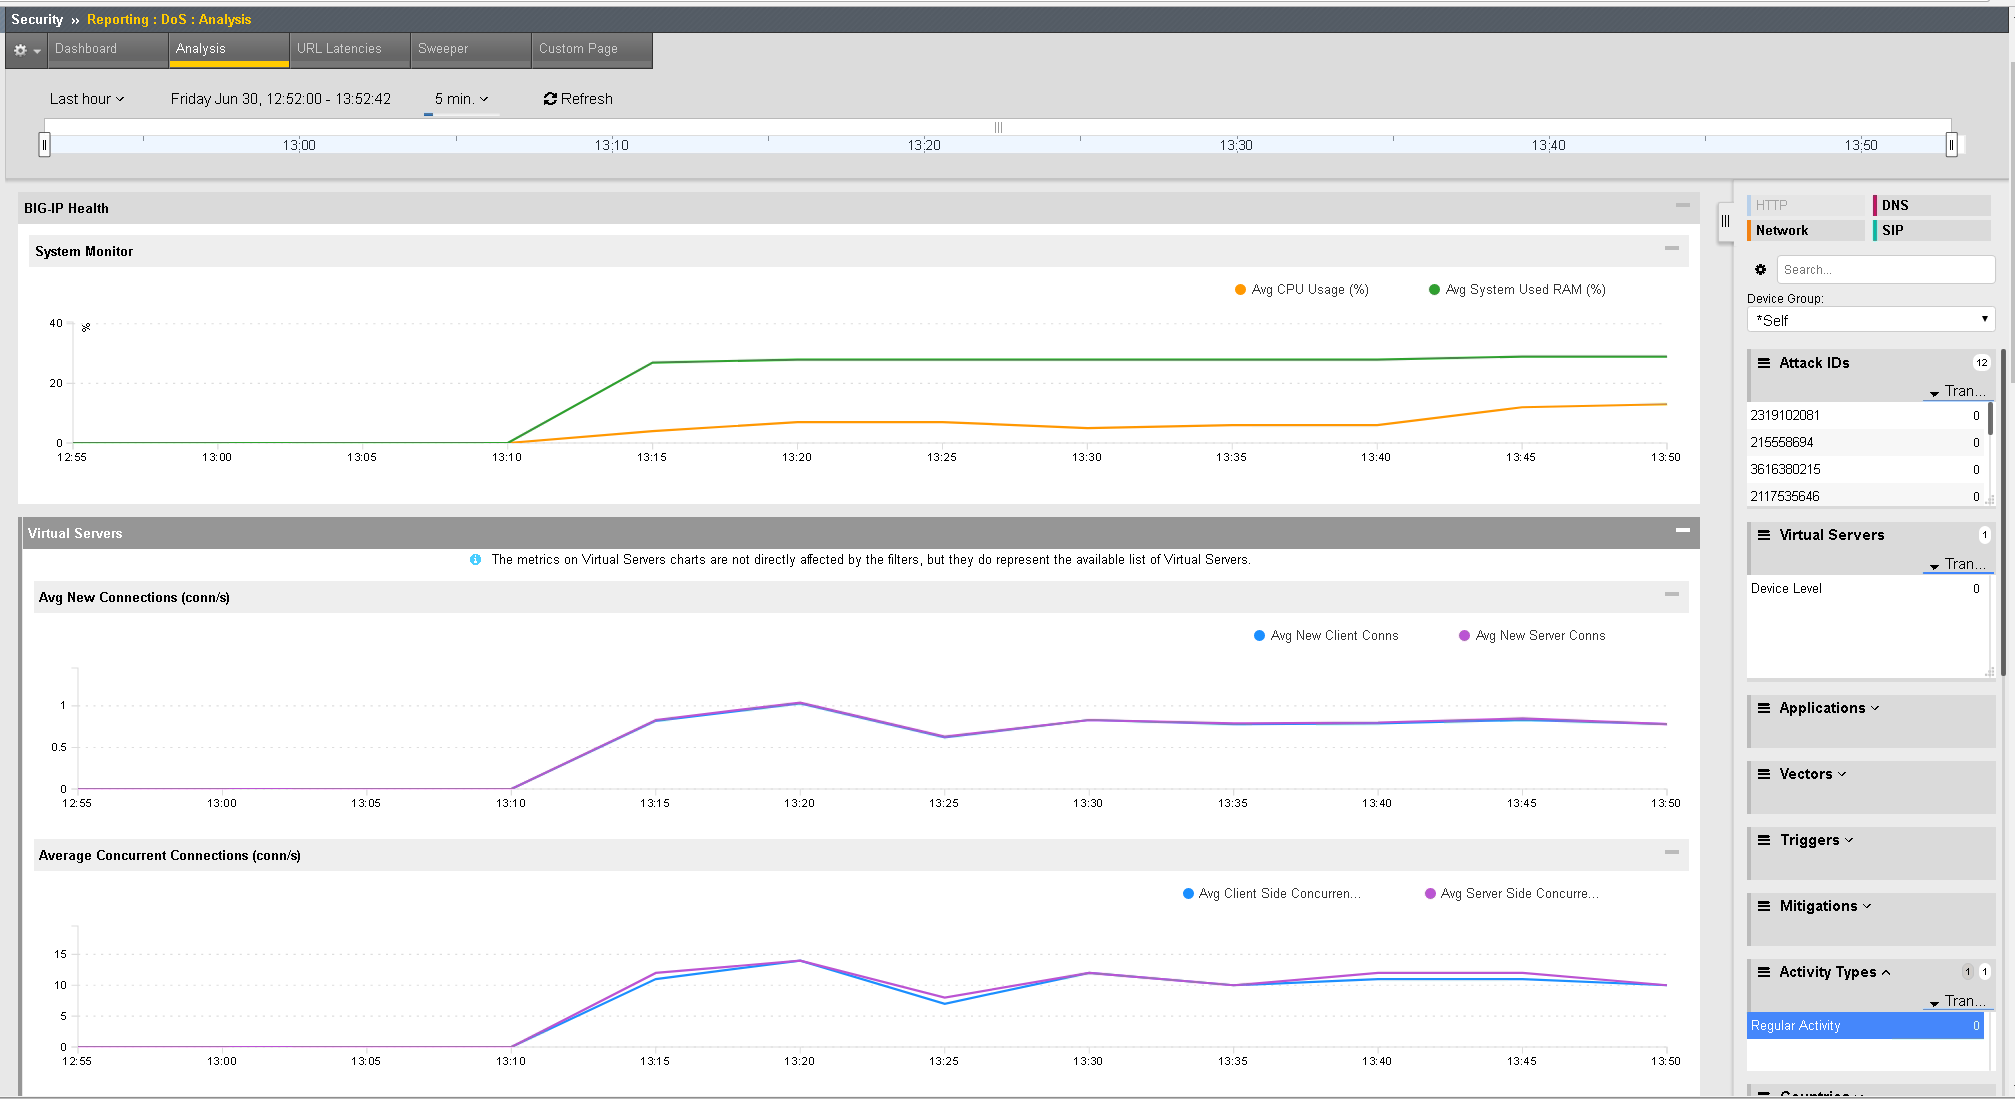 Security » Reporting : DoS : Analysis
Dashboard Analysis URL Latencies Sweeper Custom Page
Last hour Friday Jun 30, 12:52:00 - 13:52:42 5 min. Refresh
13:00 13:10 13:20 13:30 13:40 13:50
BIG-IP Health
System Monitor
Avg CPU Usage (%) Avg System Used RAM (%)
40
%
20
0
12:55 13:00 13:05 13:10 13:15 13:20 13:25 13:30 13:35 13:40 13:45 13:50
Virtual Servers
The metrics on Virtual Servers charts are not directly affected by the filters, but they do represent the available list of Virtual Servers.
Avg New Connections (conn/s)
Avg New Client Conns Avg New Server Conns
1
0.5
0
12:55 13:00 13:05 13:10 13:15 13:20 13:25 13:30 13:35 13:40 13:45 13:50
Average Concurrent Connections (conn/s)
Avg Client Side Concurren... Avg Server Side Concurre...
15
10
5
0
12:55 13:00 13:05 13:10 13:15 13:20 13:25 13:30 13:35 13:40 13:45 13:50
HTTP DNS
Network SIP
Search...
Device Group:
*Self
Attack IDs 12
Tran...
2319102081 0
215558694 0
3616380215 0
2117535646 0
Virtual Servers 1
Tran...
Device Level 0
Applications
Vectors
Triggers
Mitigations
Activity Types 1 1
Tran...
Regular Activity 0